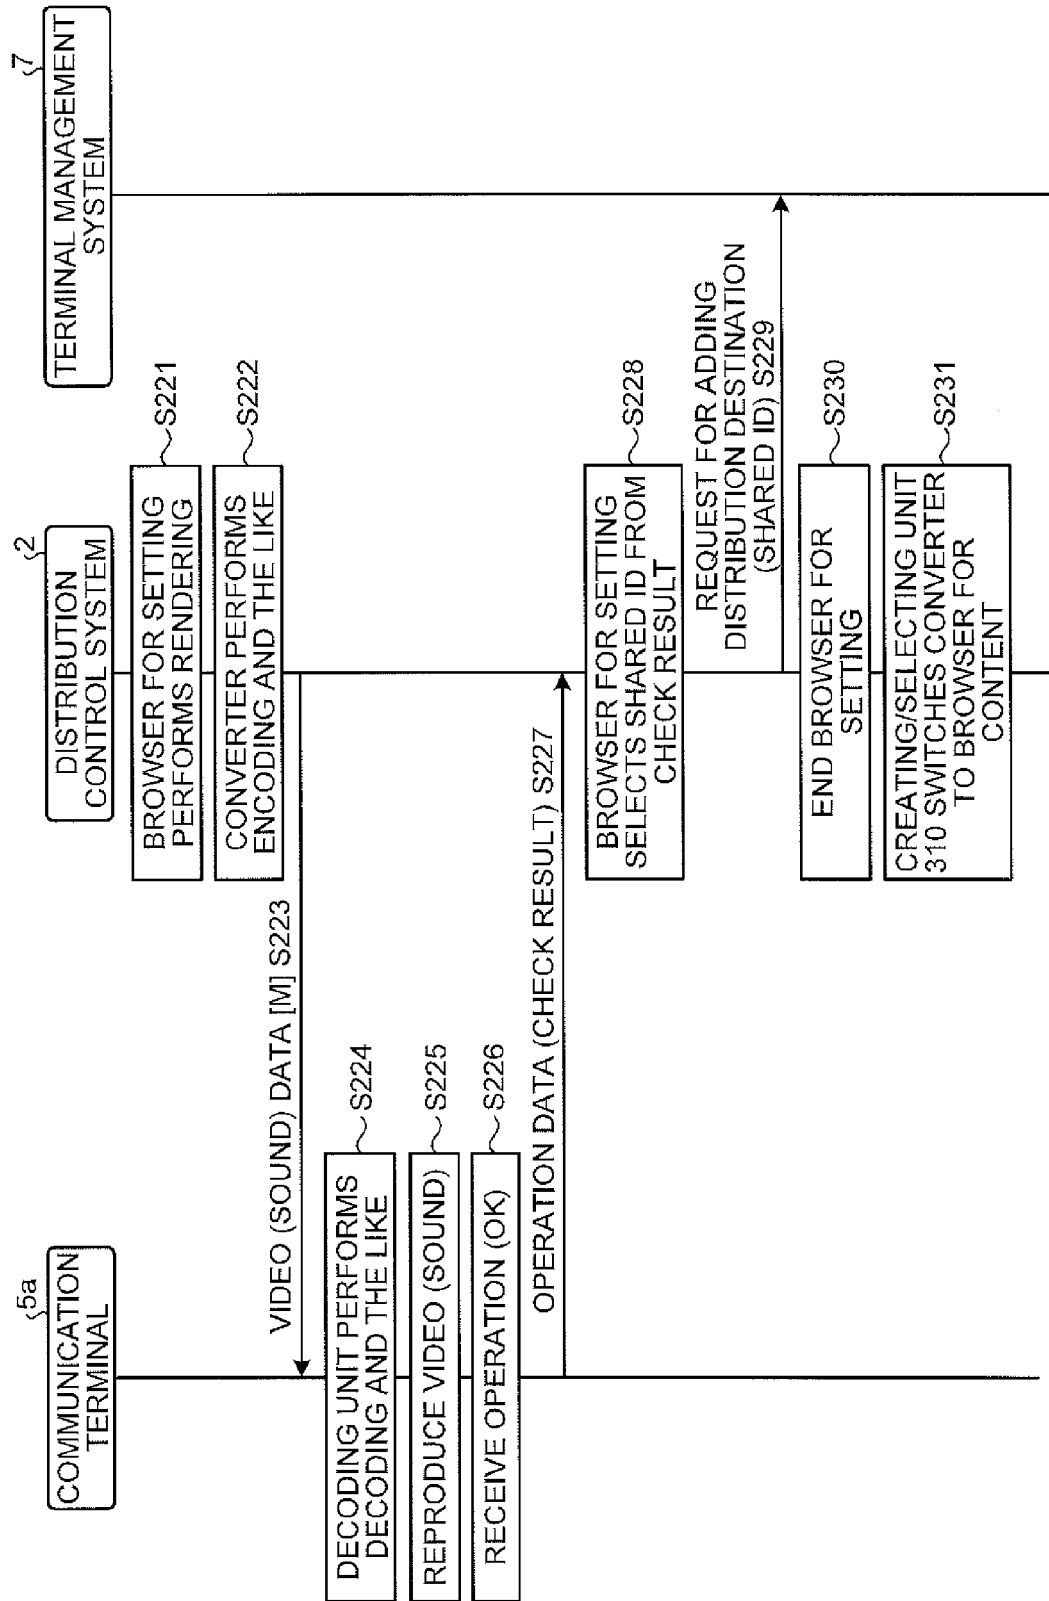 5a
COMMUNICATION
TERMINAL
2
DISTRIBUTION
CONTROL SYSTEM
7
TERMINAL MANAGEMENT
SYSTEM
BROWSER FOR SETTING
PERFORMS RENDERING
S221
CONVERTER PERFORMS
ENCODING AND THE LIKE
S222
VIDEO (SOUND) DATA [M] S223
DECODING UNIT PERFORMS
DECODING AND THE LIKE
S224
REPRODUCE VIDEO (SOUND)
S225
RECEIVE OPERATION (OK)
S226
OPERATION DATA (CHECK RESULT) S227
BROWSER FOR SETTING
SELECTS SHARED ID FROM
CHECK RESULT
S228
REQUEST FOR ADDING
DISTRIBUTION DESTINATION
(SHARED ID) S229
END BROWSER FOR
SETTING
S230
CREATING/SELECTING UNIT
310 SWITCHES CONVERTER
TO BROWSER FOR
CONTENT
S231